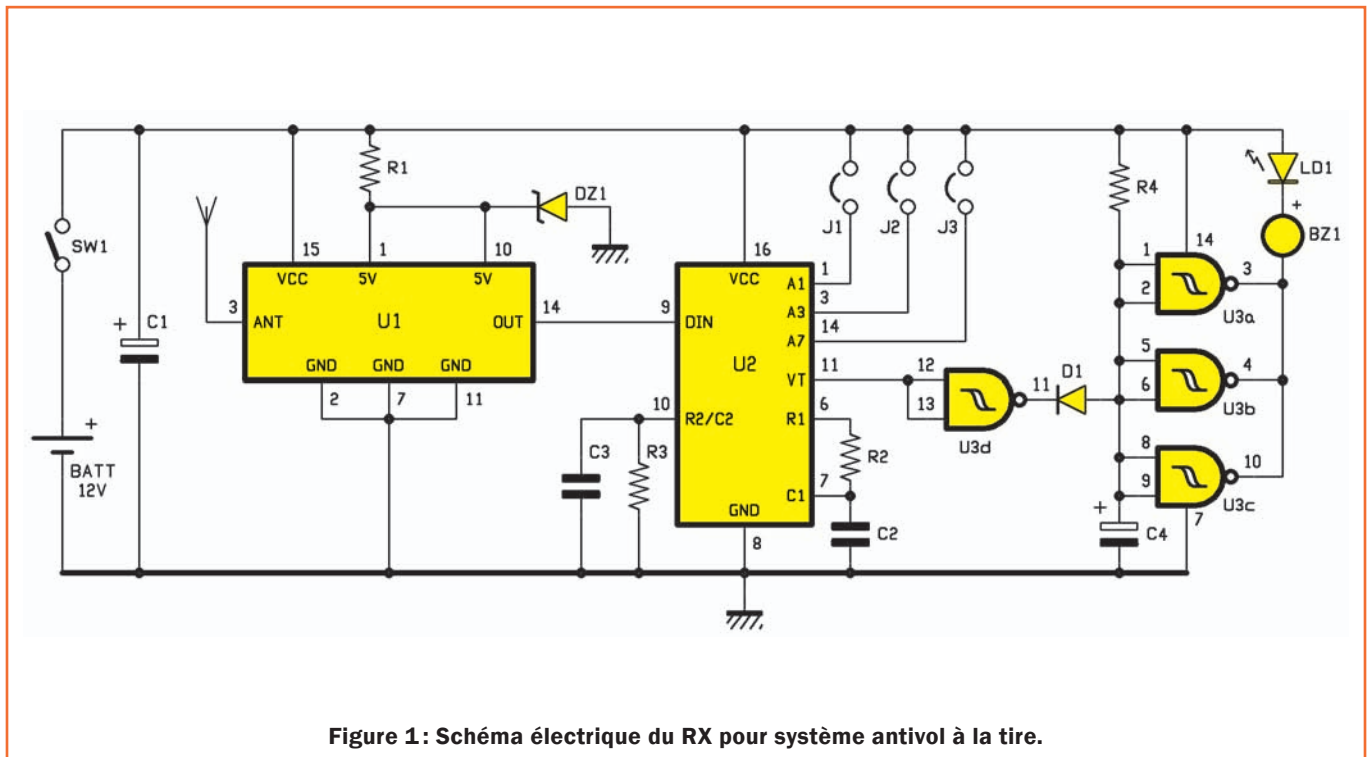 R1
DZ1
SW1
15
1
10
VCC
5V
5V
3
ANT
U1
OUT
14
GND
GND
GND
2
7
11
+
C1
+
BATT
12V
16
VCC
9
DIN
A1
1
A3
3
A7
14
U2
VT
11
10
R2/C2
R1
6
C1
7
GND
8
C3
R3
J1
J2
J3
R2
C2
12
13
11
D1
U3d
R4
14
1
2
3
U3a
5
6
4
U3b
8
9
10
U3c
7
+
C4
LD1
+
BZ1
Figure 1: Schéma électrique du RX pour système antivol à la tire.